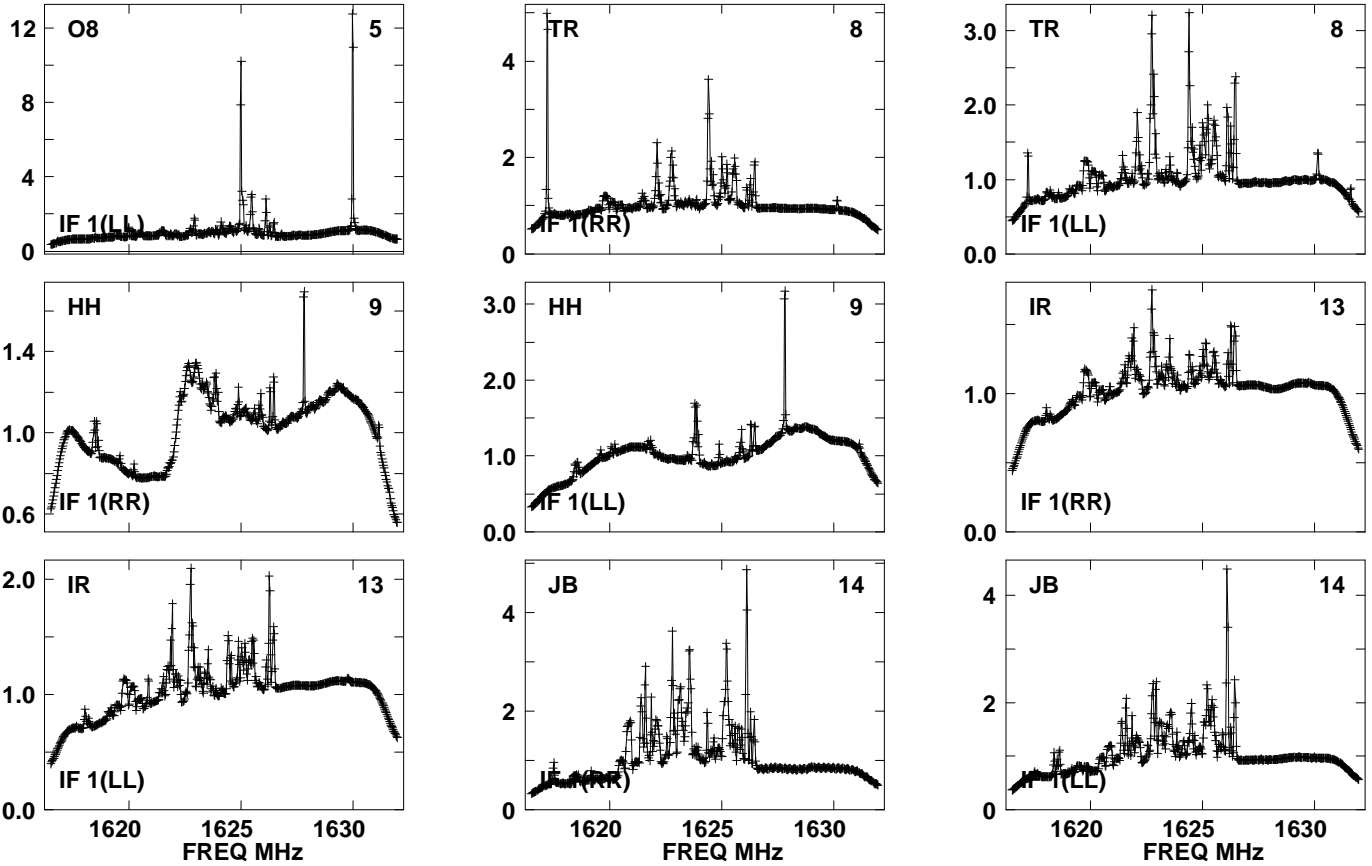 O8 5
12
8
4
0
IF 1(LL)
TR 8
4
2
0
IF 1(RR)
TR 8
3.0
2.0
1.0
0.0
IF 1(LL)
HH 9
1.4
1.0
0.6
IF 1(RR)
HH 9
3.0
2.0
1.0
0.0
IF 1(LL)
IR 13
1.0
0.0
IF 1(RR)
IR 13
2.0
1.0
0.0
IF 1(LL)
1620 1625 1630
FREQ MHz
JB 14
4
2
0
IF 1(RR)
1620 1625 1630
FREQ MHz
JB 14
4
2
0
IF 1(LL)
1620 1625 1630
FREQ MHz